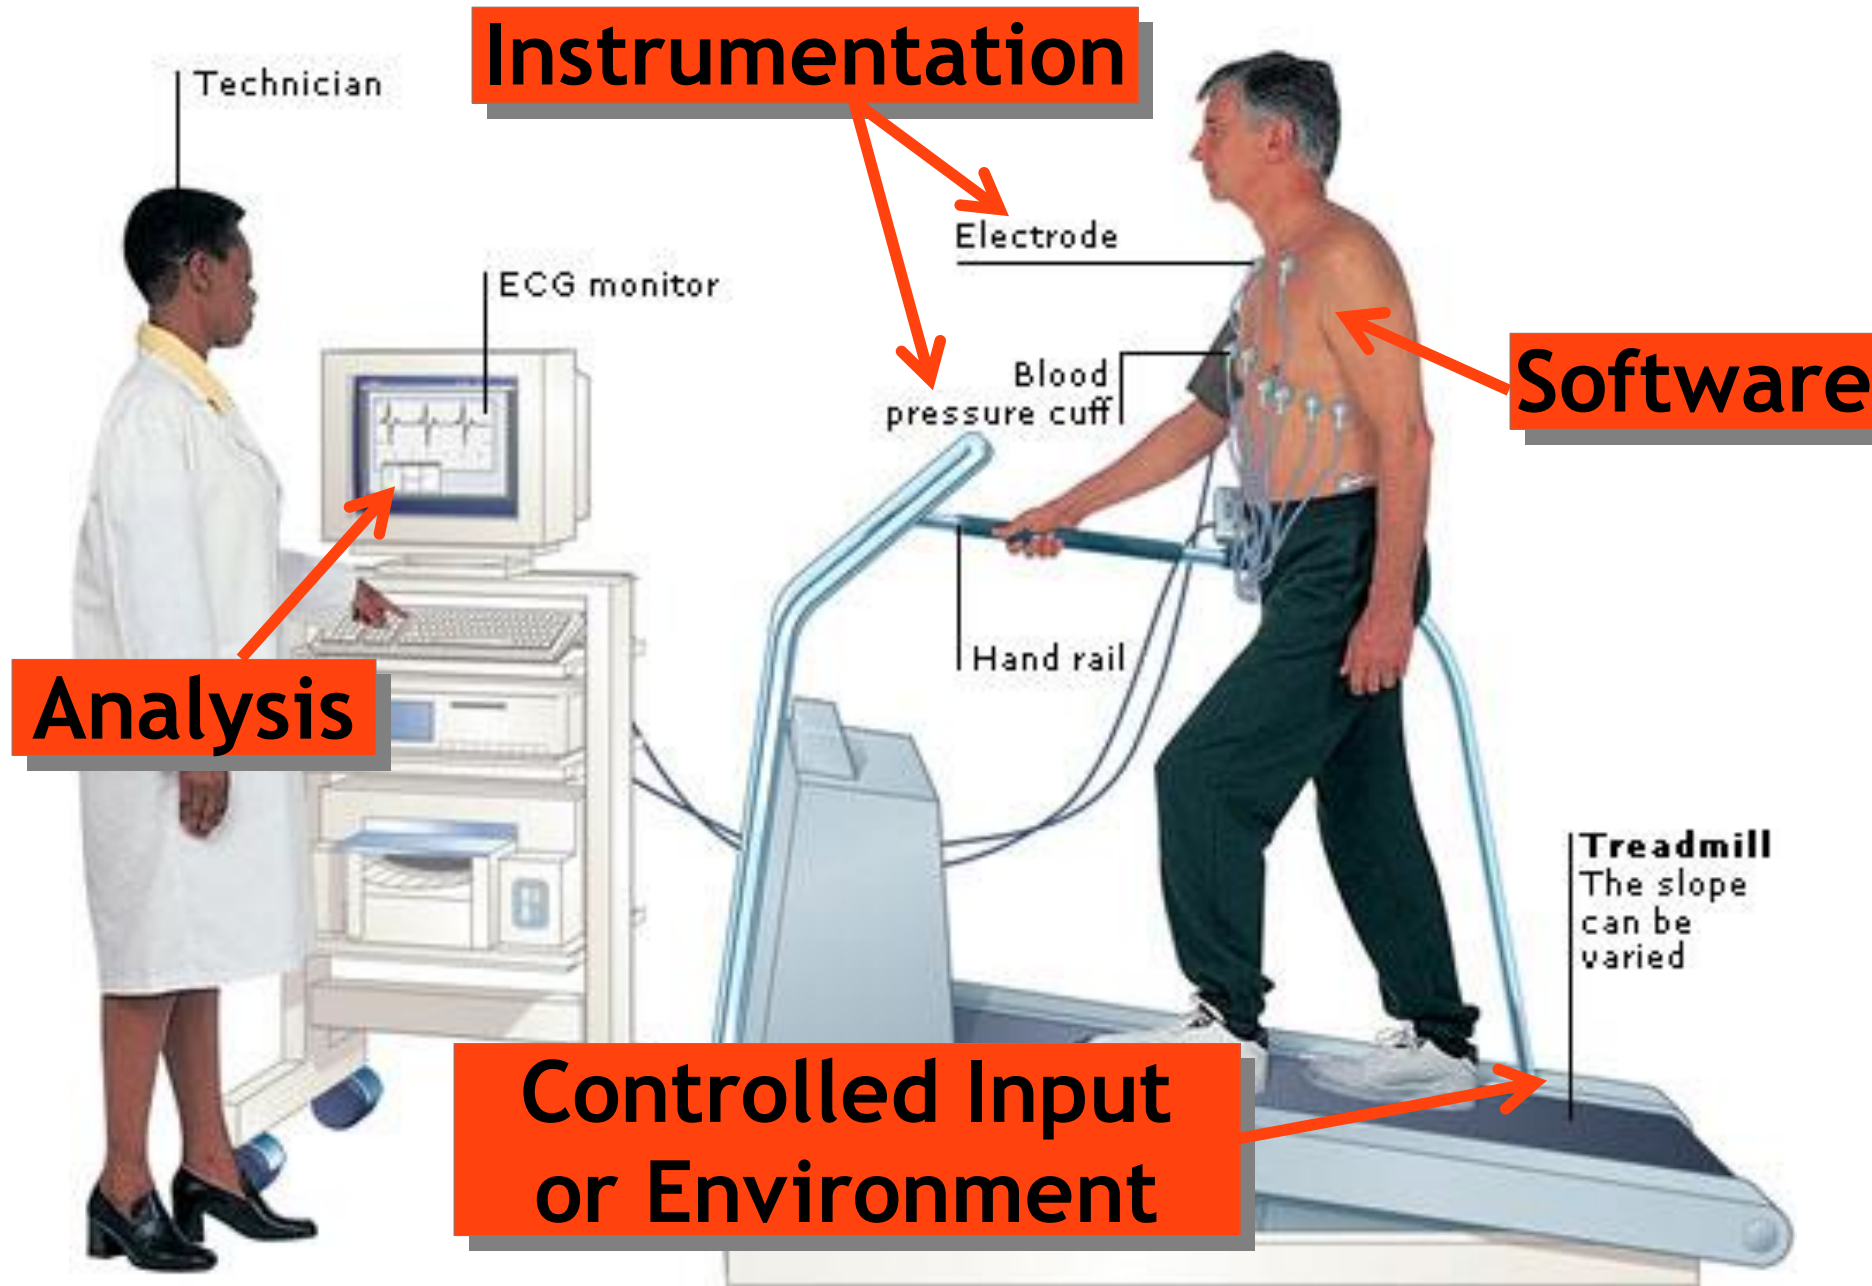 Instrumentation
Technician
Electrode
ECG monitor
Software
Blood
pressure cuff
Hand rail
Analysis
Treadmill
The slope
can be
varied
Controlled Input
or Environment